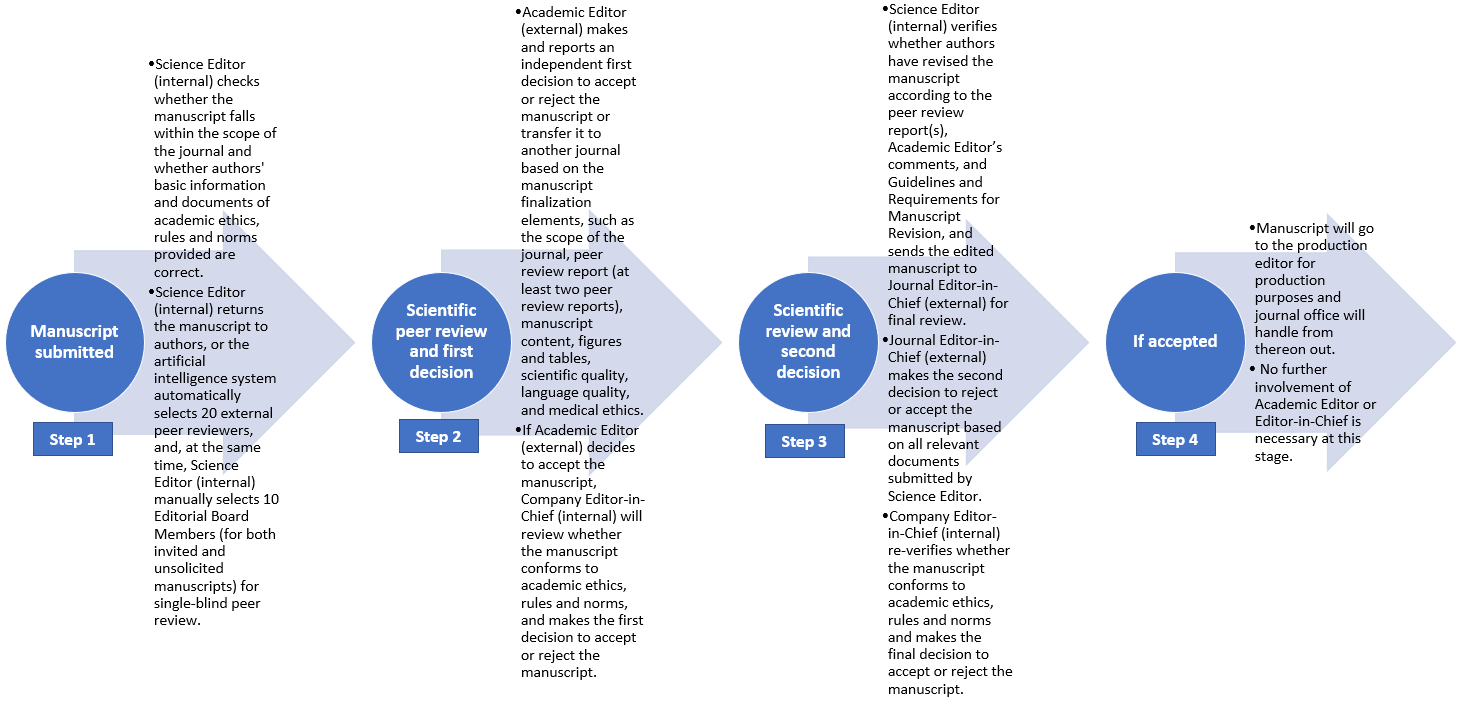 Manuscript
submitted
Step 1
•Science Editor
(internal) checks
whether the
manuscript falls
within the scope of
the journal and
whether authors'
basic information
and documents of
academic ethics,
rules and norms
provided are
correct.
•Science Editor
(internal) returns
the manuscript to
authors, or the
artificial
intelligence system
automatically
selects 20 external
peer reviewers,
and, at the same
time, Science
Editor (internal)
manually selects 10
Editorial Board
Members (for both
invited and
unsolicited
manuscripts) for
single-blind peer
review.
Scientific
peer review
and first
decision
Step 2
•Academic Editor
(external) makes
and reports an
independent first
decision to accept
or reject the
manuscript or
transfer it to
another journal
based on the
manuscript
finalization
elements, such as
the scope of the
journal, peer
review report (at
least two peer
review reports),
manuscript
content, figures
and tables,
scientific quality,
language quality,
and medical ethics.
•If Academic Editor
(external) decides
to accept the
manuscript,
Company Editor-in-
Chief (internal) will
review whether
the manuscript
conforms to
academic ethics,
rules and norms,
and makes the first
decision to accept
or reject the
manuscript.
Scientific
review and
second
decision
Step 3
•Science Editor
(internal) verifies
whether authors
have revised the
manuscript
according to the
peer review
report(s),
Academic Editor’s
comments, and
Guidelines and
Requirements for
Manuscript
Revision, and
sends the edited
manuscript to
Journal Editor-in-
Chief (external) for
final review.
•Journal Editor-in-
Chief (external)
makes the second
decision to reject
or accept the
manuscript based
on all relevant
documents
submitted by
Science Editor.
•Company Editor-
in-Chief (internal)
re-verifies whether
the manuscript
conforms to
academic ethics,
rules and norms
and makes the
final decision to
accept or reject the
manuscript.
If accepted
Step 4
•Manuscript will go
to the production
editor for
production
purposes and
journal office will
handle from
thereon out.
• No further
involvement of
Academic Editor or
Editor-in-Chief is
necessary at this
stage.